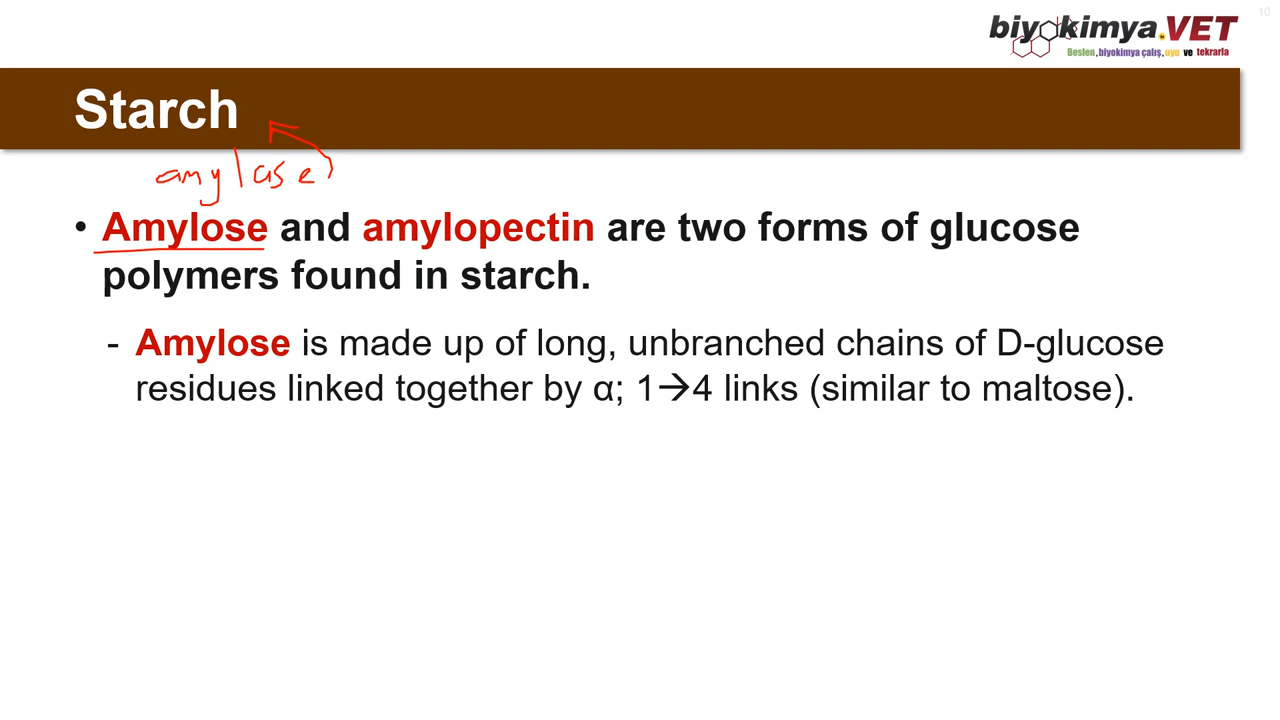 10
biyokimya.VET
Beslen, biyokimya çalış, uyu ve tekrarla
Starch
amylase
• Amylose and amylopectin are two forms of glucose
polymers found in starch.
- Amylose is made up of long, unbranched chains of D-glucose
residues linked together by α; 1→4 links (similar to maltose).